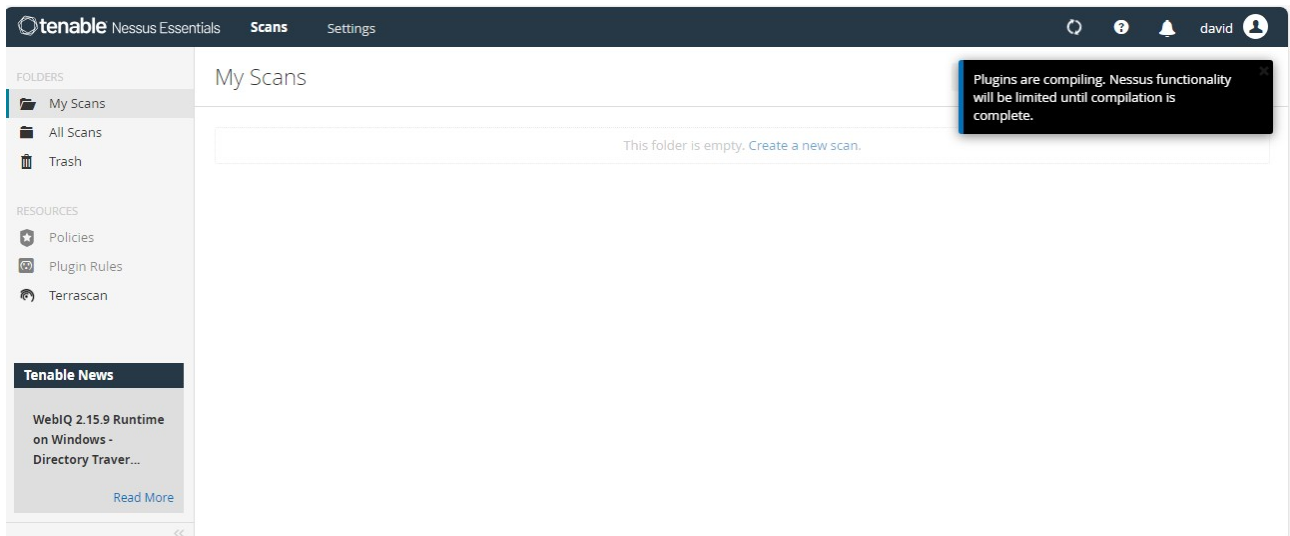 tenable Nessus Essentials Scans Settings david
FOLDERS
My Scans
All Scans
Trash
RESOURCES
Policies
Plugin Rules
Terrascan
Tenable News
WebIQ 2.15.9 Runtime
on Windows -
Directory Traver...
Read More
My Scans
Plugins are compiling. Nessus functionality
will be limited until compilation is
complete.
This folder is empty. Create a new scan.